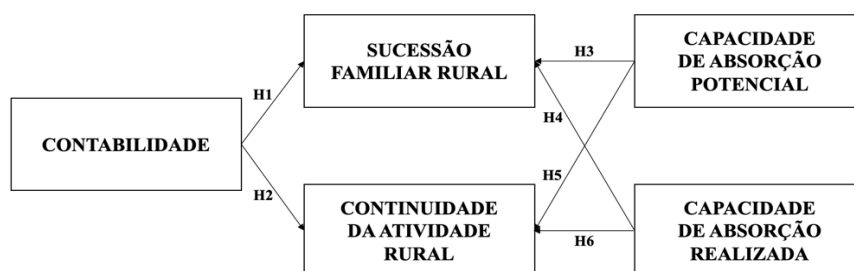 SUCESSÃO
FAMILIAR RURAL
H3
CAPACIDADE
DE ABSORÇÃO
POTENCIAL
H1
H4
CONTABILIDADE
H2
H5
CONTINUIDADE
DA ATIVIDADE
RURAL
H6
CAPACIDADE
DE ABSORÇÃO
REALIZADA